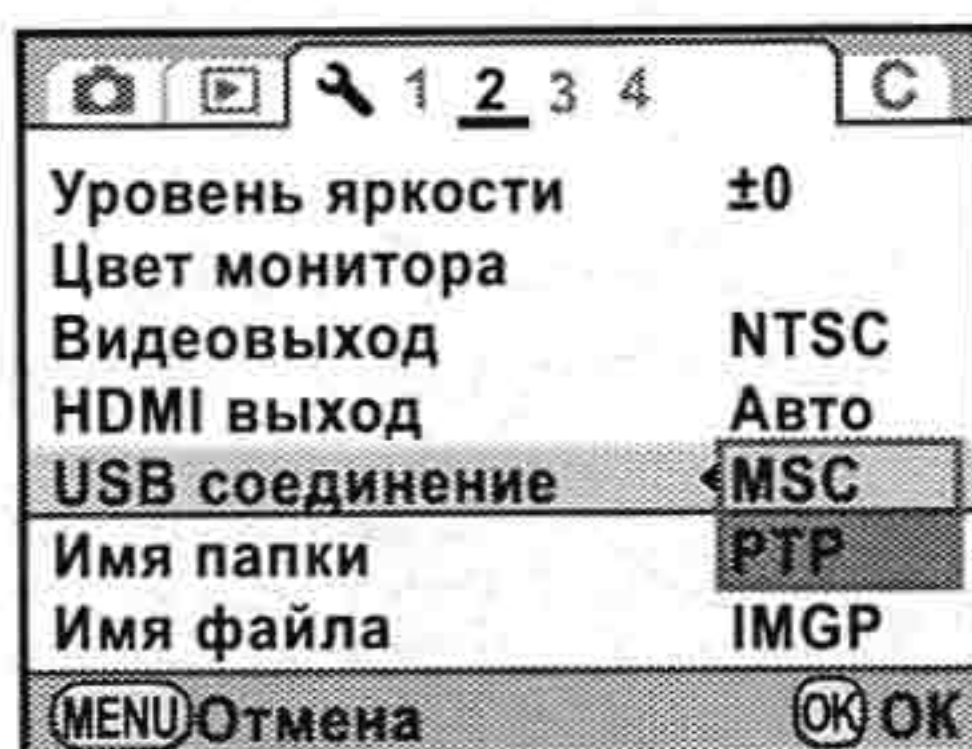 1 2 3 4 C
Уровень яркости ±0
Цвет монитора
Видеовыход NTSC
HDMI выход Авто
USB соединение MSC
Имя папки PTP
Имя файла IMGP
MENU Отмена OK OK